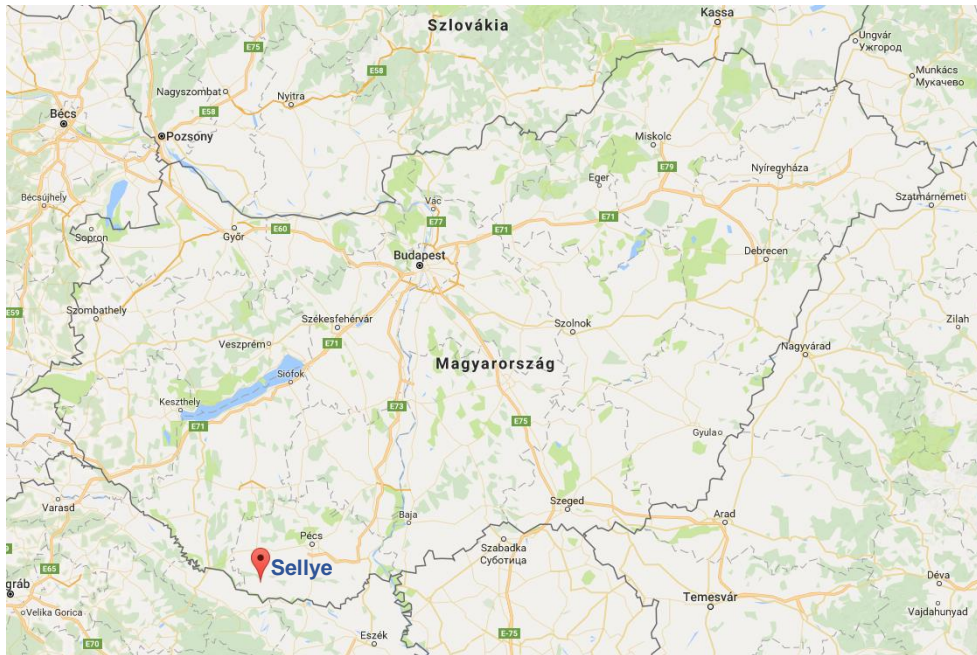 Szlovákia
Kassa
Ungvár
Ужгород
E75
E58
Nagyszombat
Nyitra
Munkács
Мукачево
E58
Bécs
Pozsony
Miskolc
E79
Nyíregyháza
Eger
Bécsújhely
Szatmárnémeti
Vác
E77
E71
E71
Sopron
Győr
E60
Budapest
Debrecen
E59
Szombathely
Székesfehérvár
Szolnok
Zilah
Veszprém
E71
Nagyvárad
Magyarország
Siófok
Keszthely
E73
E71
E75
Gyula
Varasd
Szeged
Baja
Arad
Pécs
Szabadka
Суботица
Sellye
E65
gráb
Déva
Temesvár
Velika Gorica
Vajdahunyad
E-75
Eszék
E70